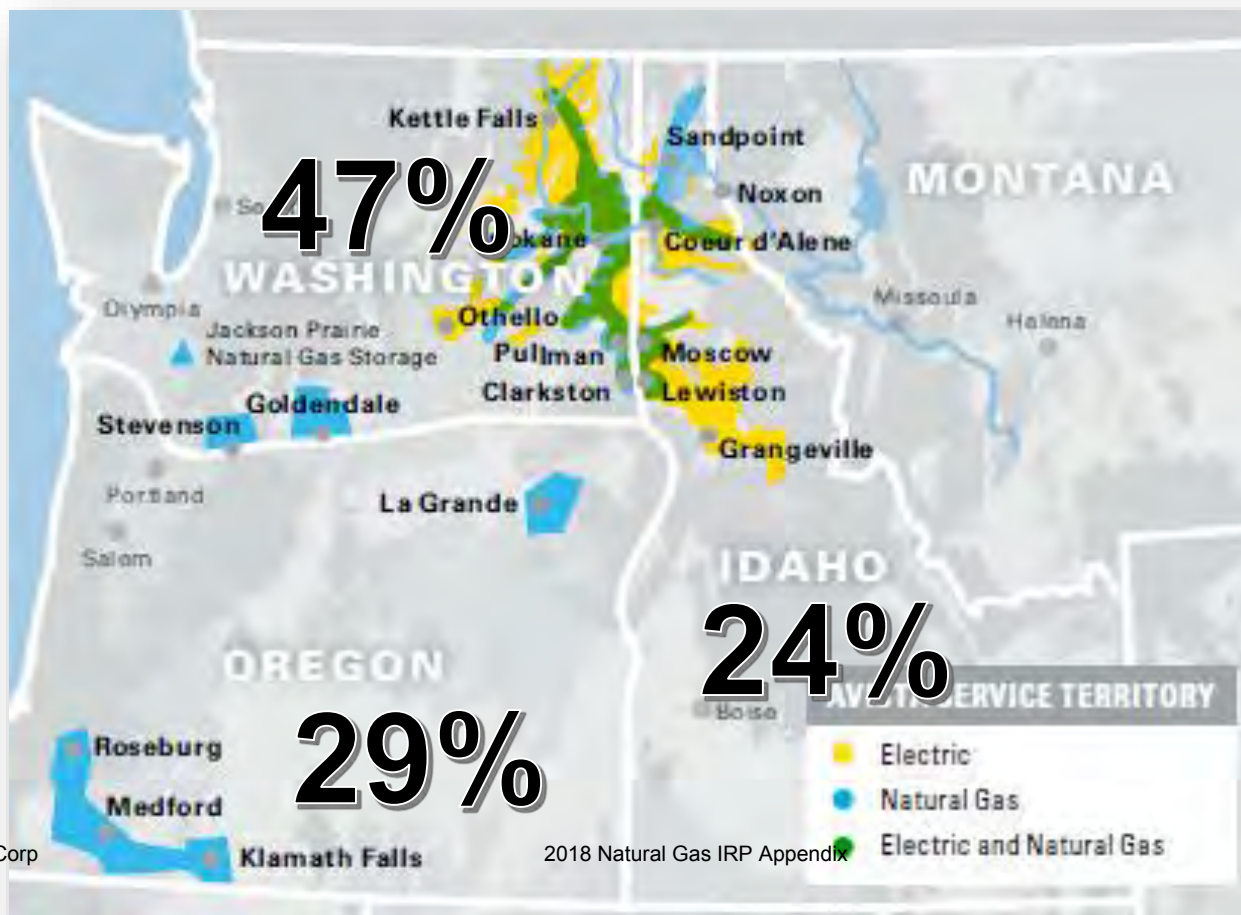 Kettle Falls
Sandpoint
MONTANA
47%
Noxon
Coeur d'Alene
WASHINGTON
Missoula
Olympia
Othello
Helena
Jackson Prairie
Natural Gas Storage
Pullman
Moscow
Clarkston
Lewiston
Goldendale
Stevenson
Grangeville
Portland
La Grande
Salem
IDAHO
24%
OREGON
SERVICE TERRITORY
Boise
29%
Roseburg
Electric
Medford
Natural Gas
Corp
Klamath Falls
2018 Natural Gas IRP Appendix
Electric and Natural Gas